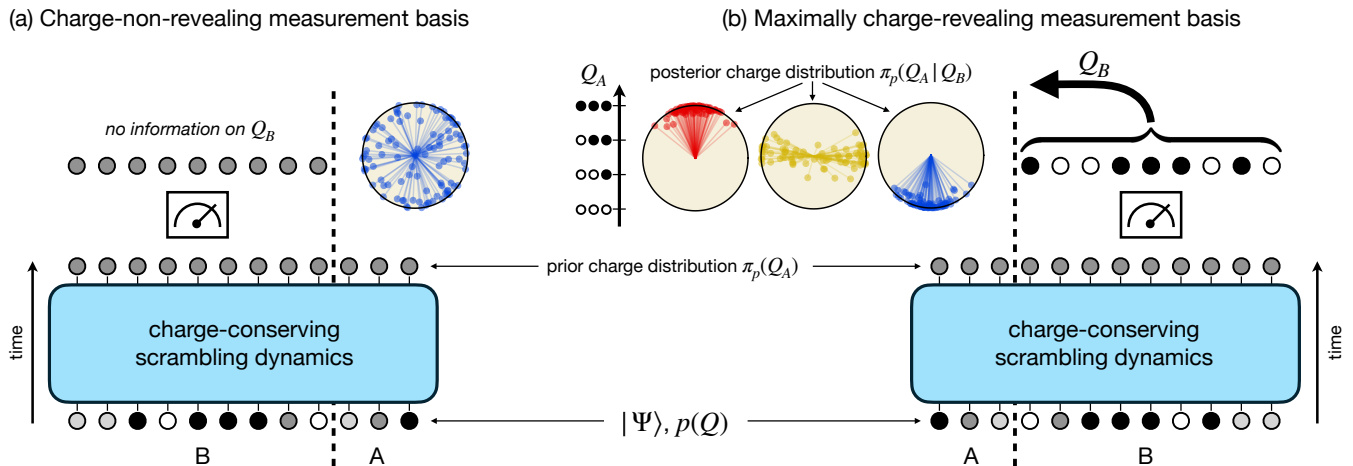 (a) Charge-non-revealing measurement basis
no information on Q_B
time
charge-conserving
scrambling dynamics
B
A
(b) Maximally charge-revealing measurement basis
Q_A
posterior charge distribution π_p(Q_A | Q_B)
Q_B
prior charge distribution π_p(Q_A)
|Ψ⟩, p(Q)
charge-conserving
scrambling dynamics
time
A
B